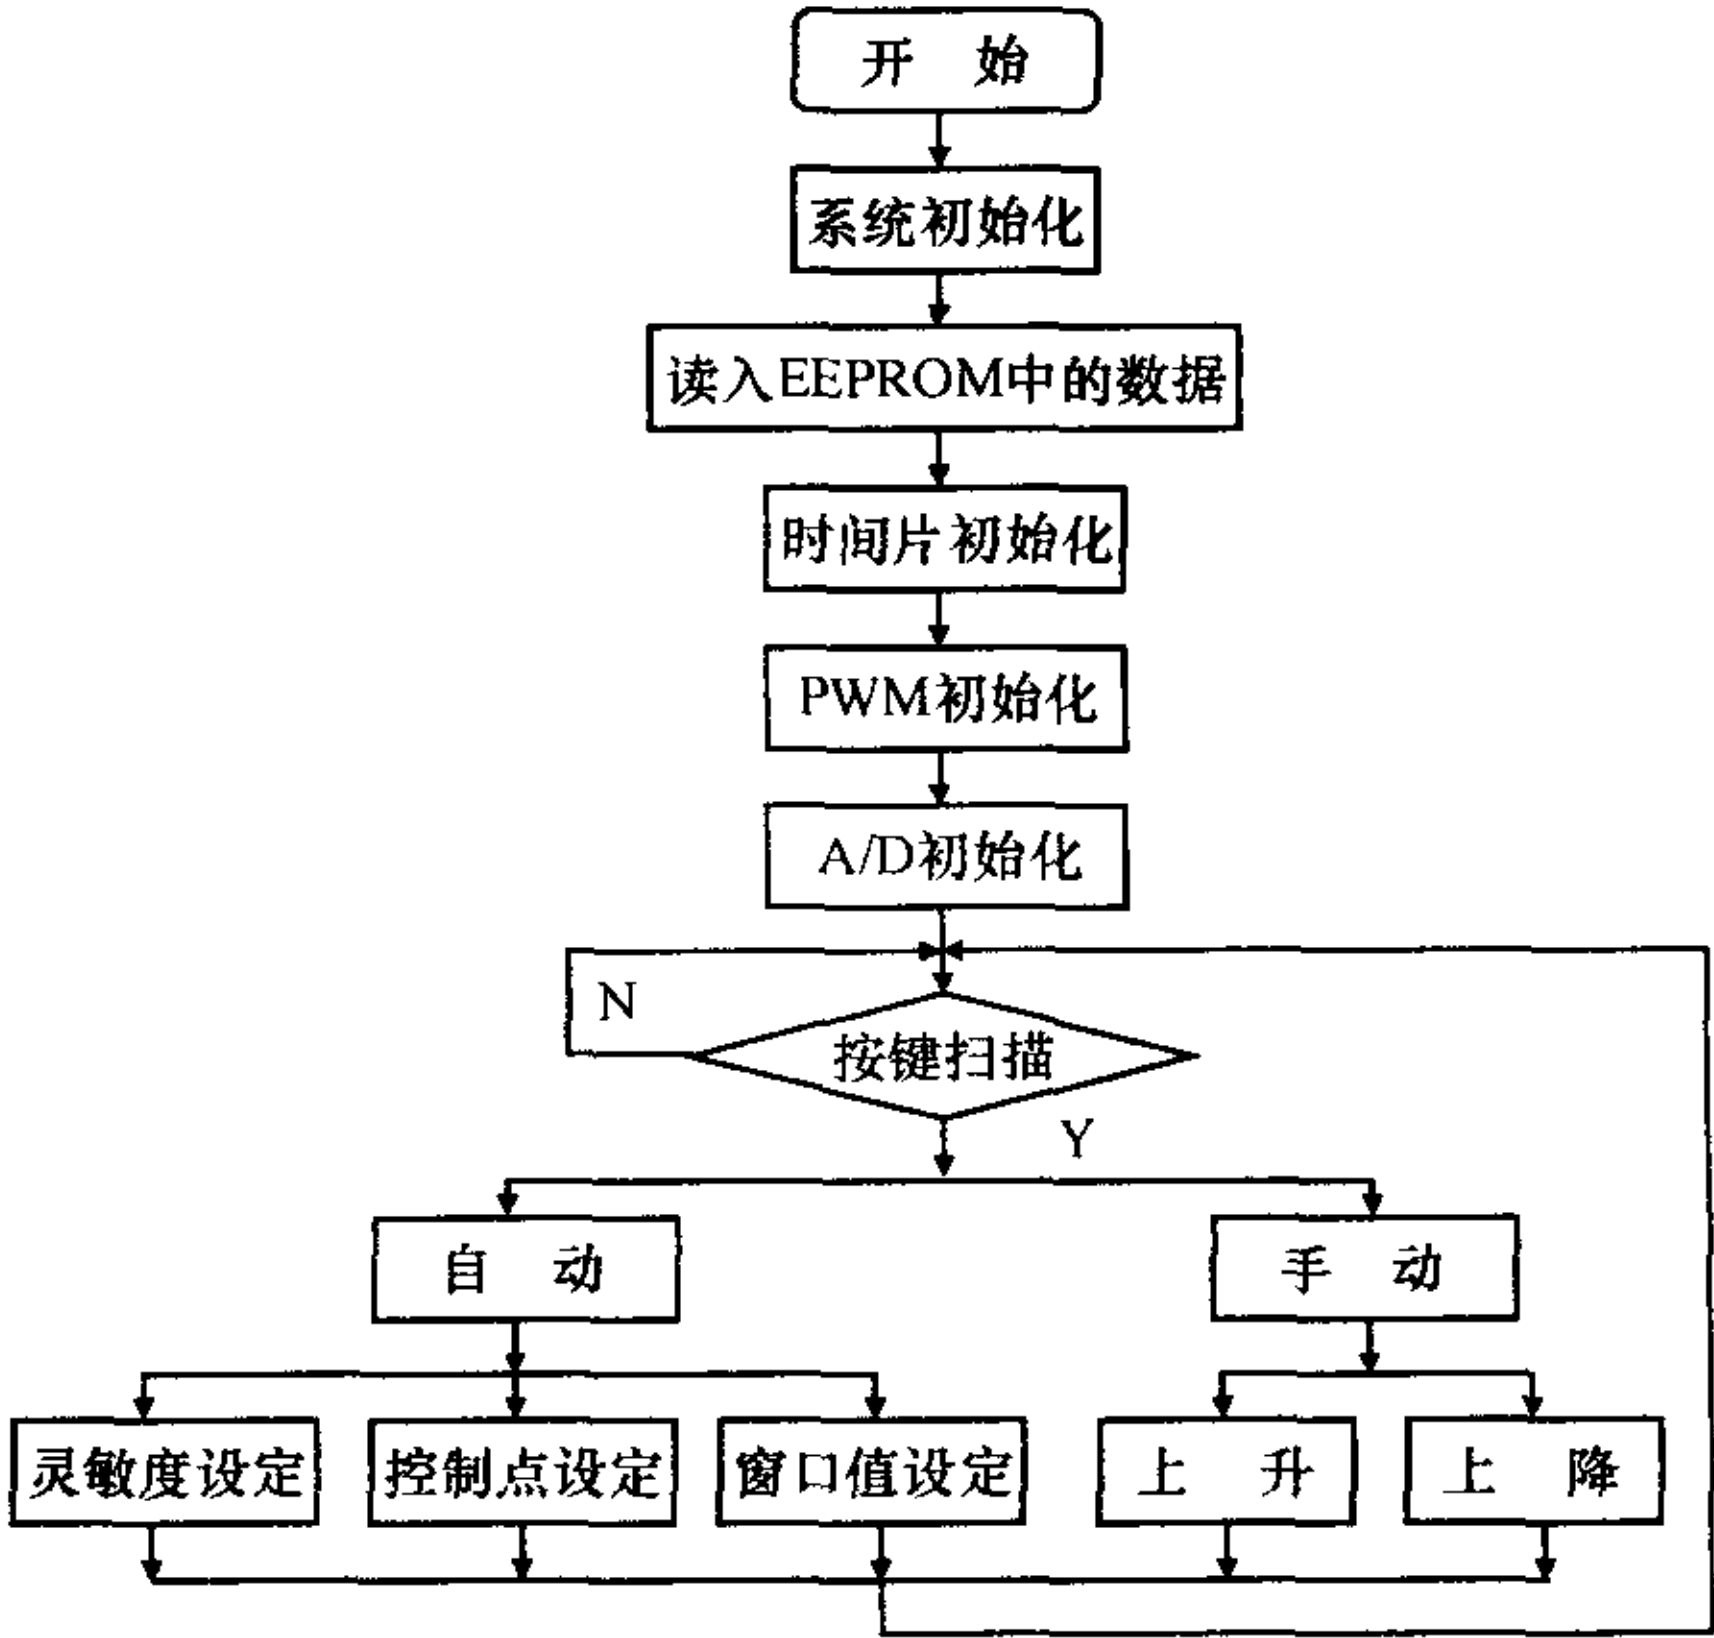 开 始
系统初始化
读入EEPROM中的数据
时间片初始化
PWM初始化
A/D初始化
N
按键扫描
Y
自 动
手 动
灵敏度设定
控制点设定
窗口值设定
上 升
上 降